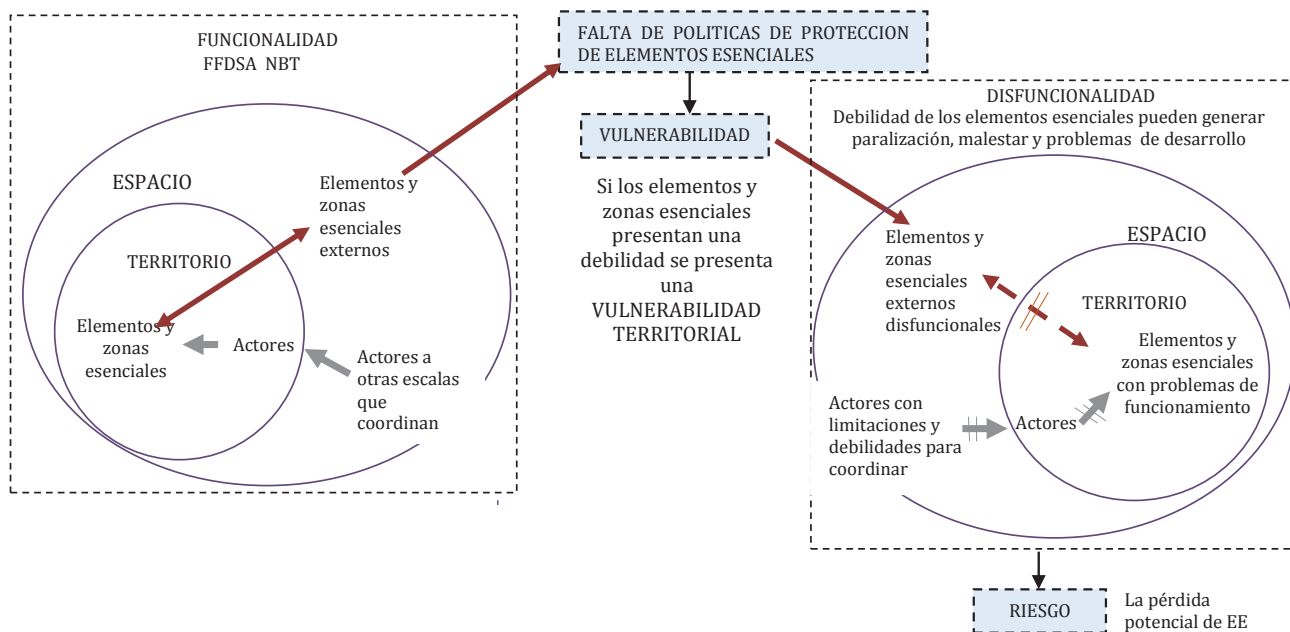 FUNCIONALIDAD
FFDSA NBT
ESPACIO
Elementos y
zonas
esenciales
externos
TERRITORIO
Elementos y
zonas
esenciales
Actores
Actores a
otras escalas
que
coordinan
FALTA DE POLITICAS DE PROTECCION
DE ELEMENTOS ESENCIALES
VULNERABILIDAD
Si los elementos y
zonas esenciales
presentan una
debilidad se presenta
una
VULNERABILIDAD
TERRITORIAL
DISFUNCIONALIDAD
Debilidad de los elementos esenciales pueden generar
paralización, malestar y problemas de desarrollo
Elementos y
zonas
esenciales
externos
disfuncionales
ESPACIO
TERRITORIO
Elementos y
zonas esenciales
con problemas de
funcionamiento
Actores con
limitaciones y
debilidades para
coordinar
Actores
RIESGO
La pérdida
potencial de EE